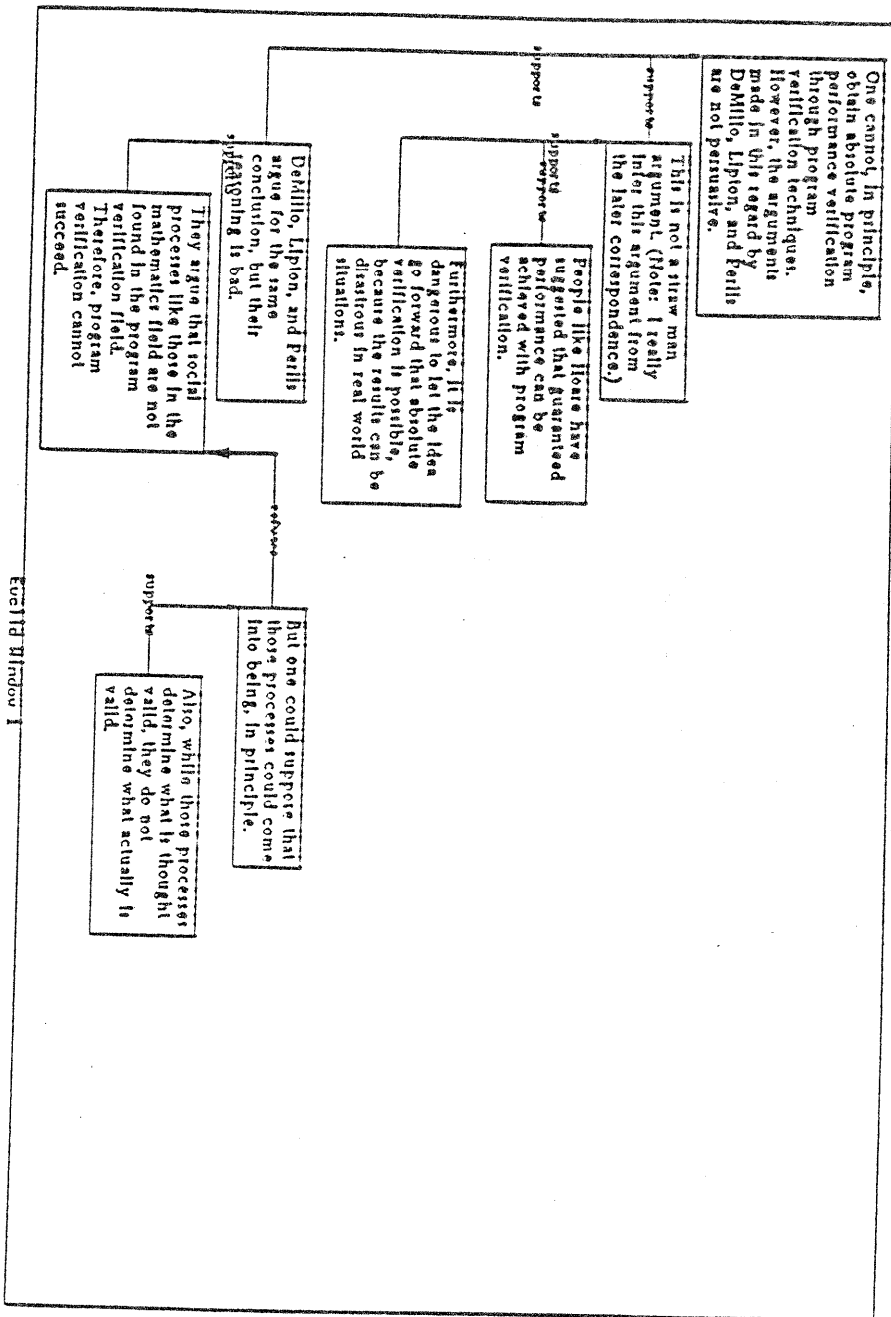 One cannot, in principle,
obtain absolute program
performance verification
through program
verification techniques.
However, the arguments
made in this regard by
DeMillo, Lipton, and Perlis
are not persuasive.
supports
This is not a straw man
argument. (Note: I really
infer this argument from
the later correspondence.)
supports
People like Hoare have
suggested that guaranteed
performance can be
achieved with program
verification.
supports
Furthermore, it is
dangerous to let the idea
go forward that absolute
verification is possible,
because the results can be
disastrous in real world
situations.
supports
DeMillo, Lipton, and Perlis
argue for the same
conclusion, but their
reasoning is bad.
supports
They argue that social
processes like those in the
mathematics field are not
found in the program
verification field.
Therefore, program
verification cannot
succeed.
refutes
But one could suppose that
those processes could come
into being, in principle.
supports
Also, while those processes
determine what is thought
valid, they do not
determine what actually is
valid.
Euclid Window 1